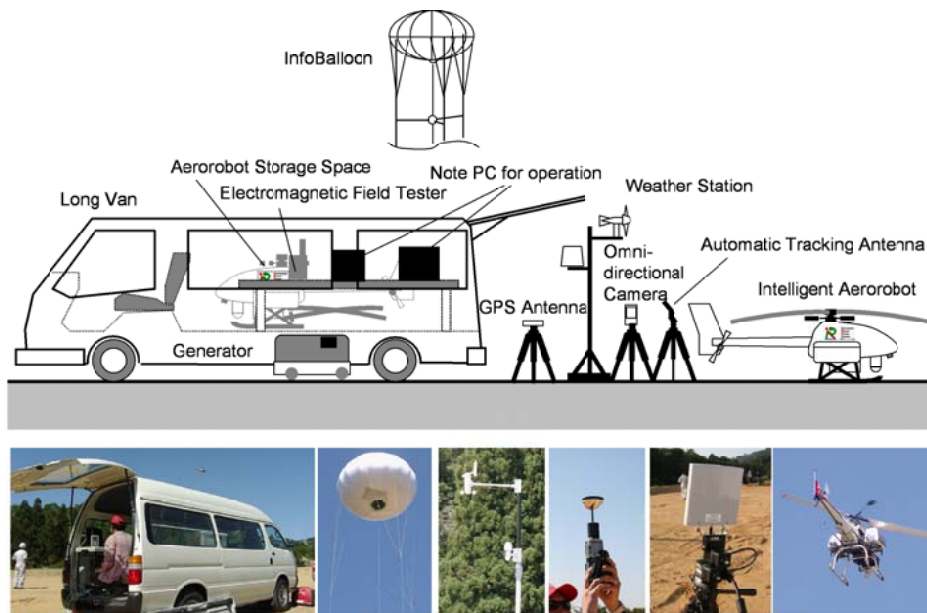 InfoBalloon
Aerorobot Storage Space
Electromagnetic Field Tester
Note PC for operation
Long Van
Weather Station
Automatic Tracking Antenna
Omni-
directional
Camera
Intelligent Aerorobot
GPS Antenna
Generator